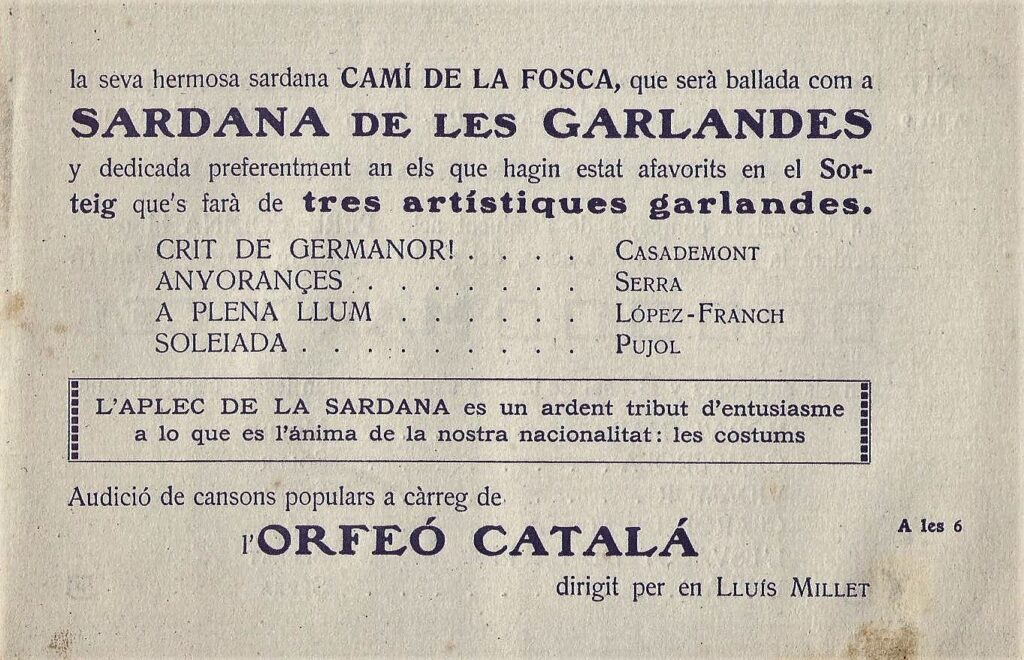 la seva hermosa sardana CAMÍ DE LA FOSCA, que serà ballada com a
SARDANA DE LES GARLANDES
y dedicada preferentment an els que hagin estat afavorits en el Sor-
teig que's farà de tres artístiques garlandes.
CRIT DE GERMANOR! . . . . CASADEMONT
ANYORANÇES . . . . . . . SERRA
A PLENA LLUM . . . . . . LÓPEZ-FRANCH
SOLEIADA . . . . . . . . . PUJOL
L'APLEC DE LA SARDANA es un ardent tribut d'entusiasme
a lo que es l'ánima de la nostra nacionalitat: les costums
Audició de cansons populars a càrreg de
l'ORFEÓ CATALÁ
A les 6
dirigit per en LLUÍS MILLET